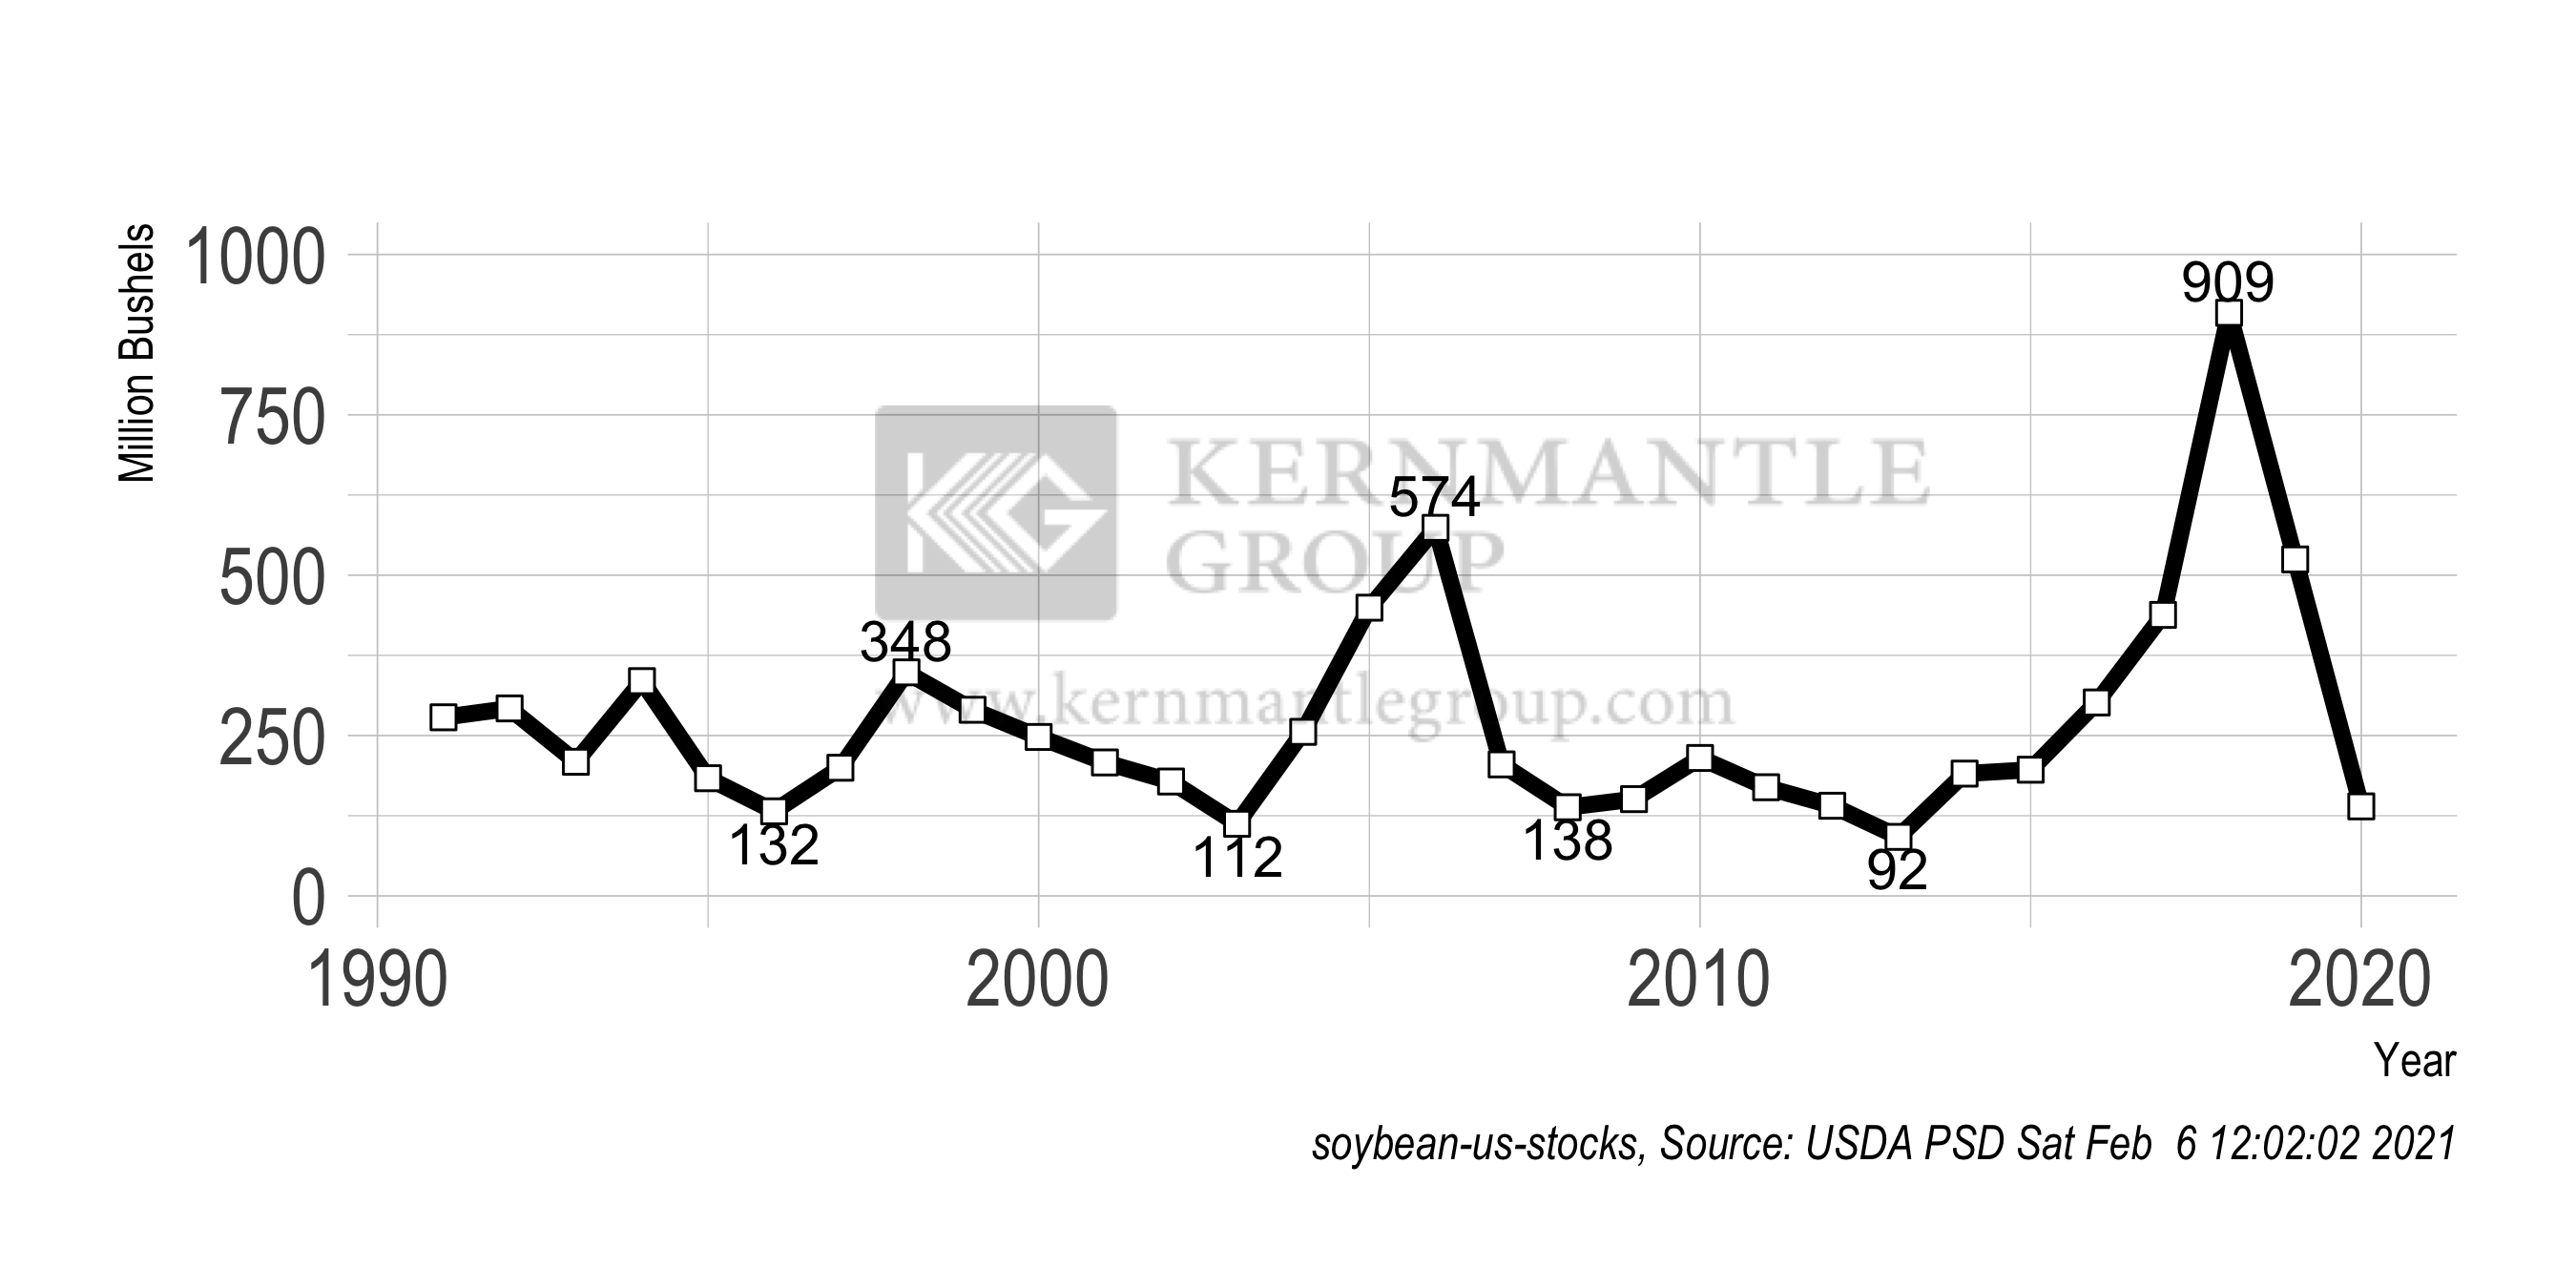 Million Bushels
1000
750
500
250
0
909
574
348
132
112
138
92
KG
KERNMANTLE
GROUP
www.kernmantlegroup.com
1990 2000 2010 2020
Year
soybean-us-stocks, Source: USDA PSD Sat Feb  6 12:02:02 2021